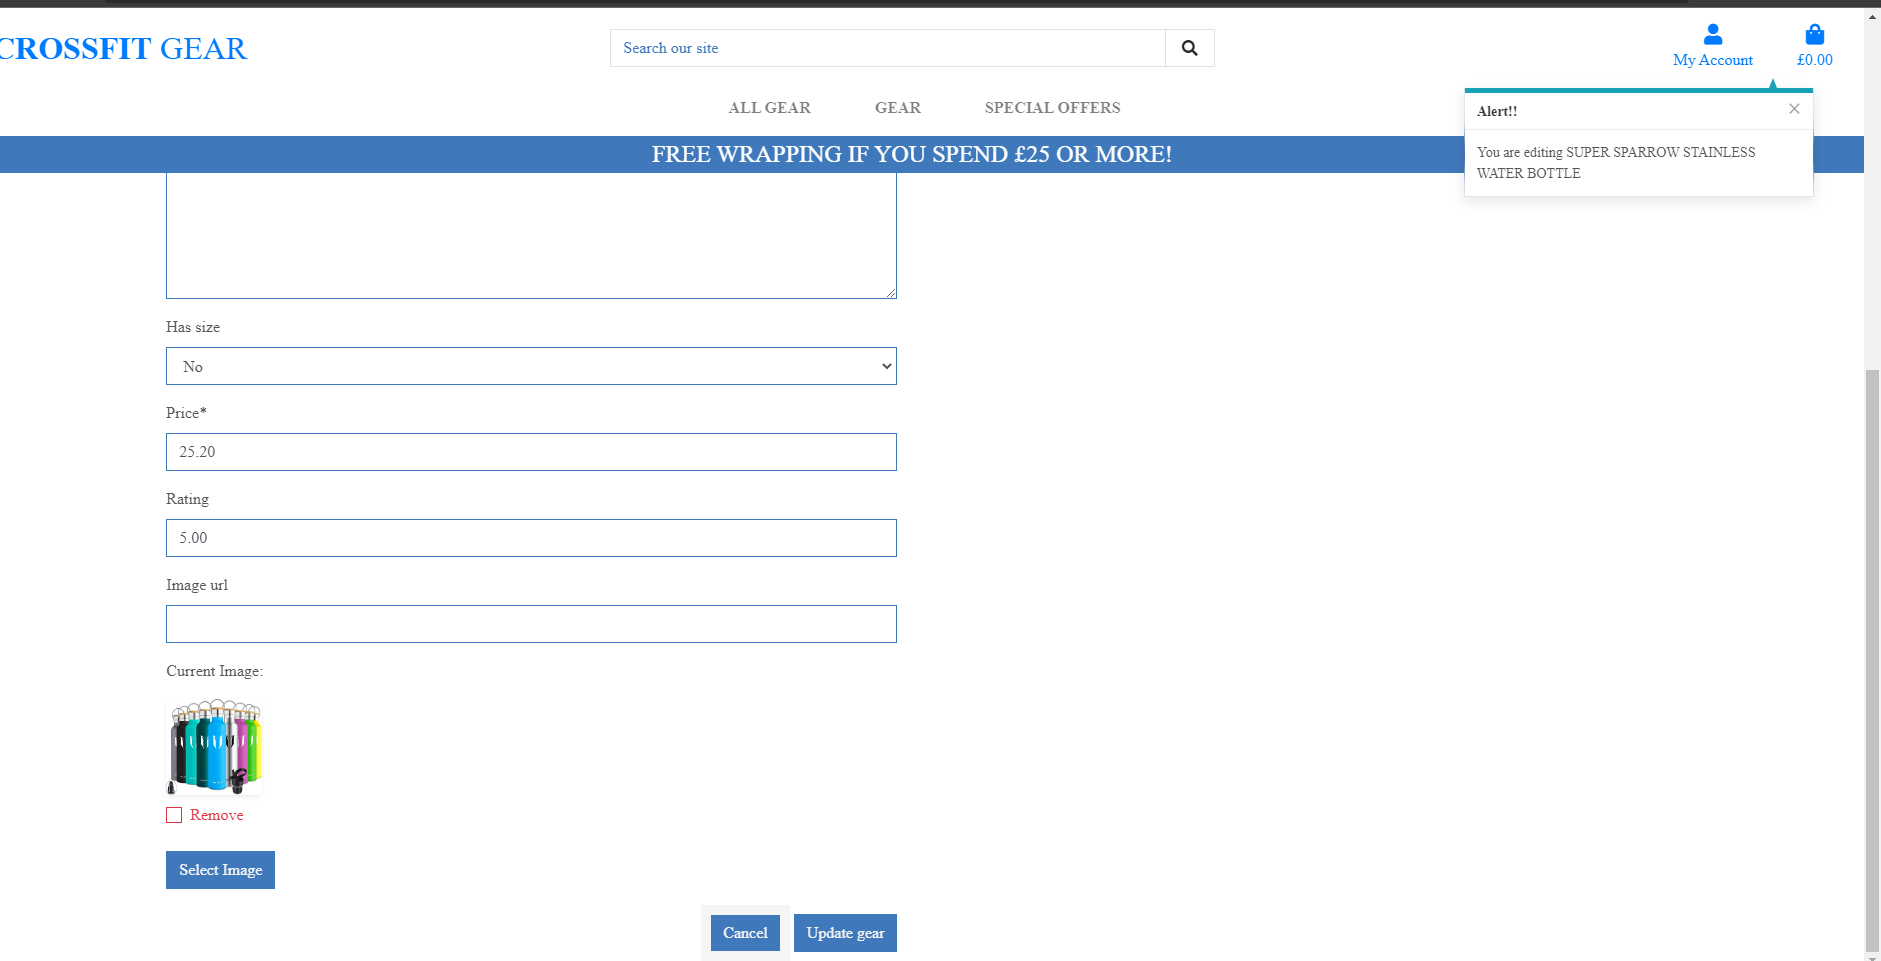 CROSSFIT GEAR
Search our site
My Account
£0.00
ALL GEAR
GEAR
SPECIAL OFFERS
Alert!!
You are editing SUPER SPARROW STAINLESS
WATER BOTTLE
FREE WRAPPING IF YOU SPEND £25 OR MORE!
Has size
No
Price*
25.20
Rating
5.00
Image url
Current Image:
Remove
Select Image
Cancel
Update gear